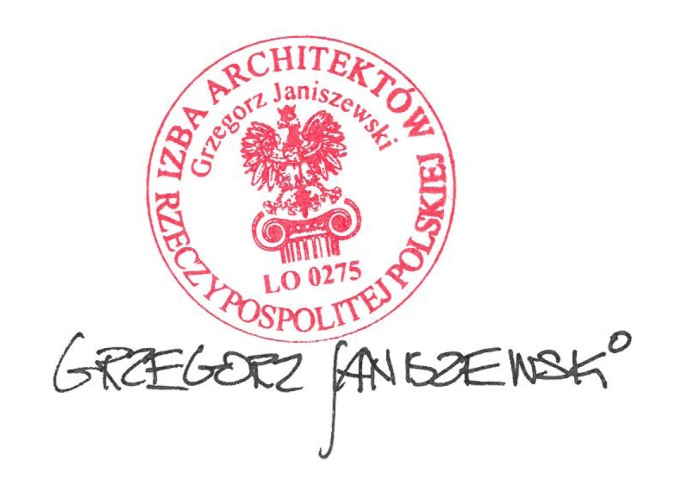 IZBA ARCHITEKTÓW
RZECZYPOSPOLITEJ POLSKIEJ
Grzegorz Janiszewski
LO 0275
GRZEGORZ JANISZEWSKI